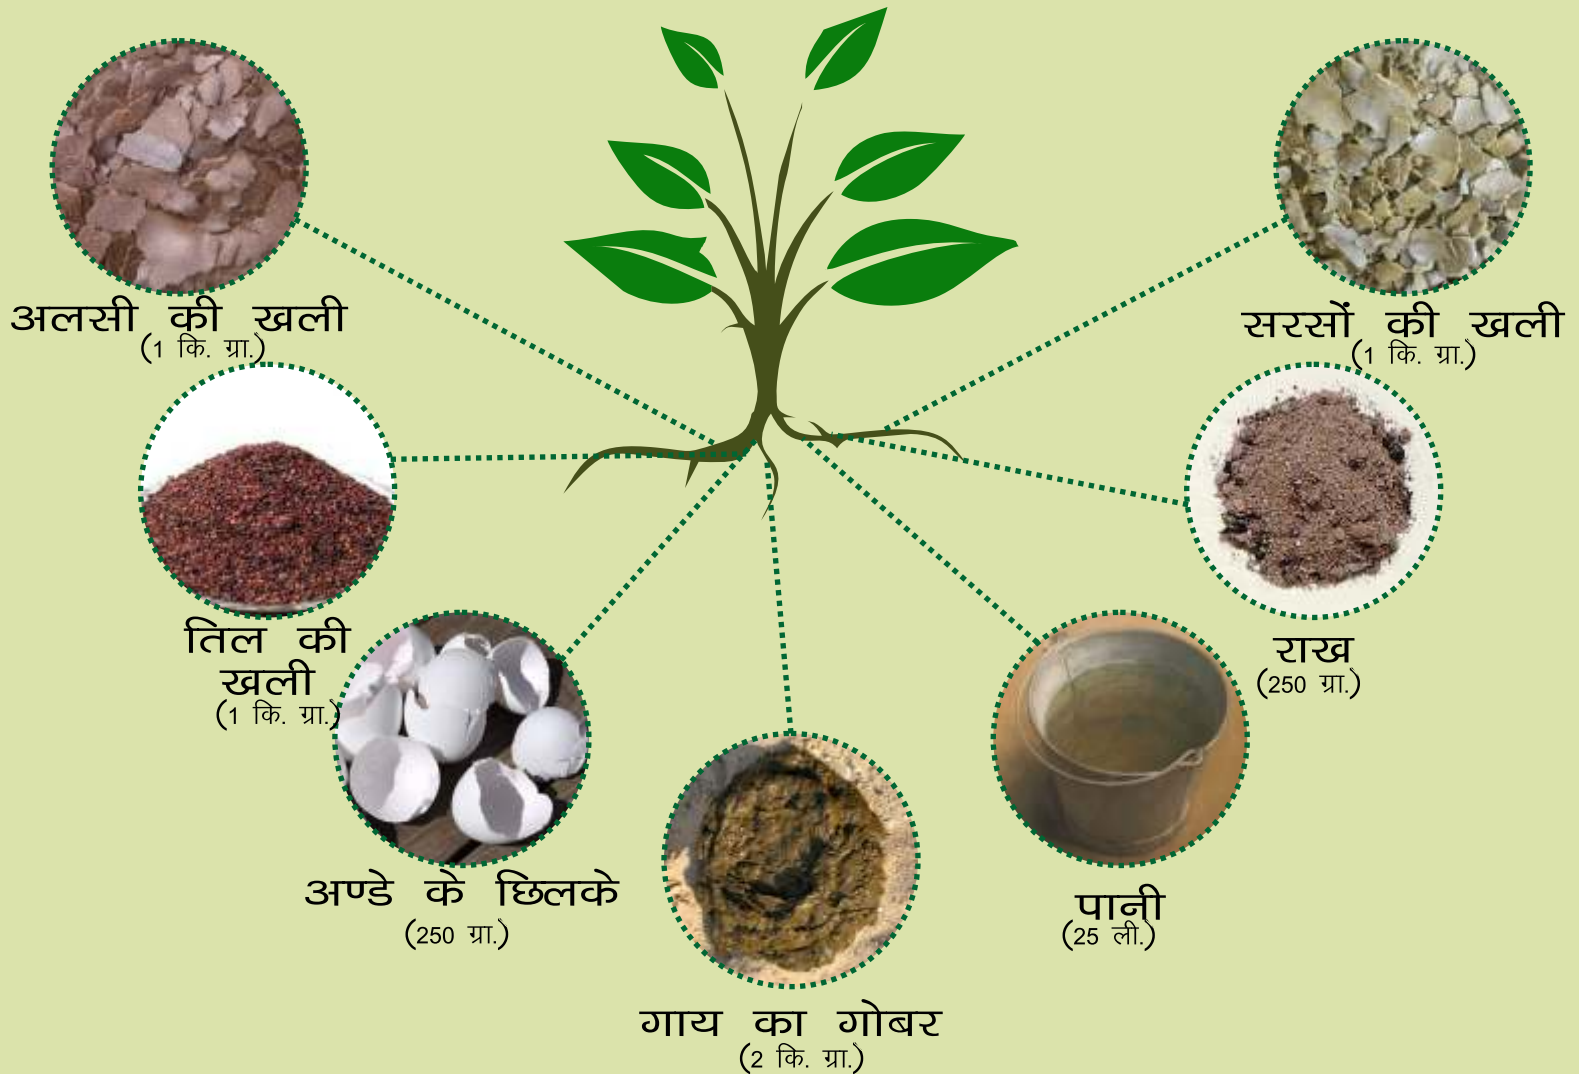 अलसी की खली
(1 कि. ग्रा.)
सरसों की खली
(1 कि. ग्रा.)
तिल की
खली
(1 कि. ग्रा.)
राख
(250 ग्रा.)
अण्डे के छिलके
(250 ग्रा.)
पानी
(25 ली.)
गाय का गोबर
(2 कि. ग्रा.)